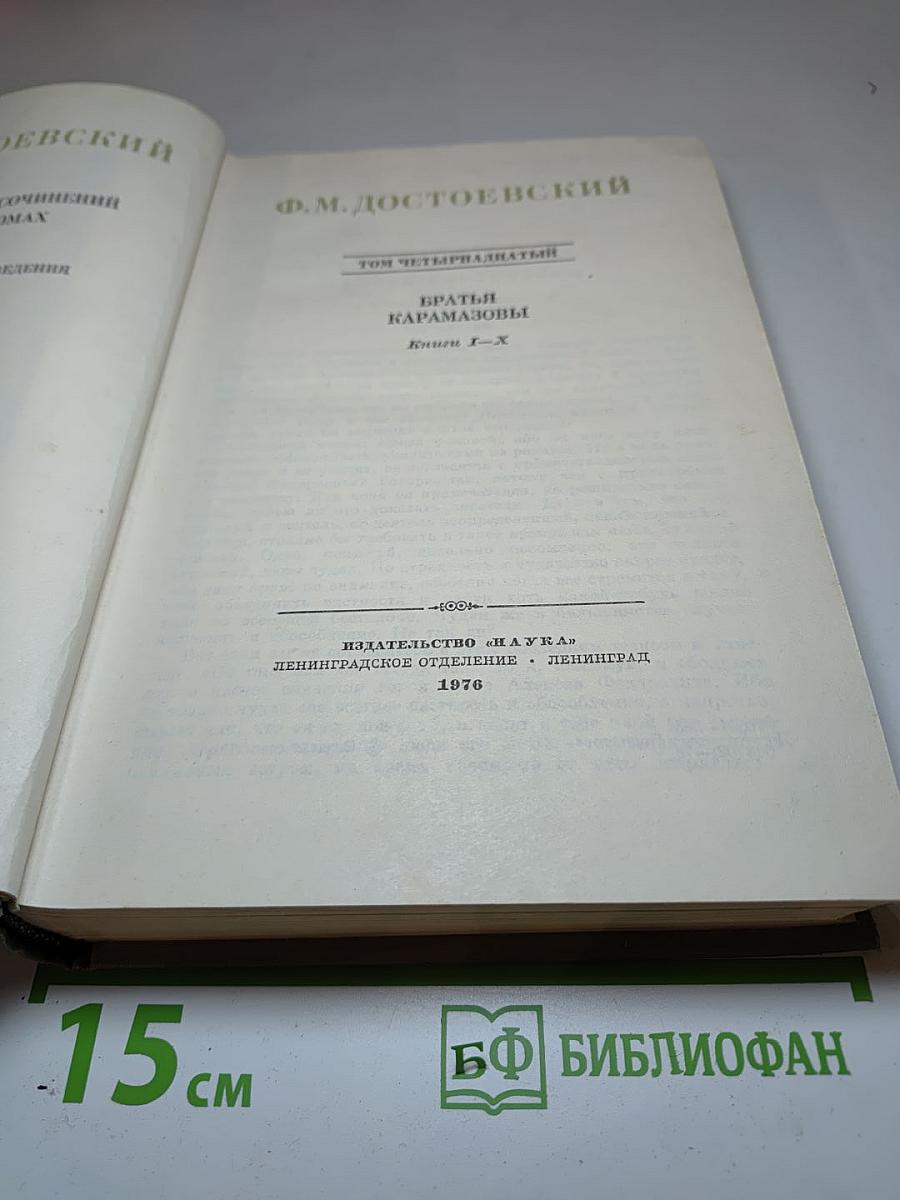 ОЕВСКИЙ
СОЧИНЕНИЙ
ОМАХ
ЕДЕНИЯ
Ф. М. ДОСТОЕВСКИЙ
ТОМ ЧЕТЫРНАДЦАТЫЙ
БРАТЬЯ
КАРАМАЗОВЫ
Книги I—X
ИЗДАТЕЛЬСТВО «НАУКА»
ЛЕНИНГРАДСКОЕ ОТДЕЛЕНИЕ • ЛЕНИНГРАД
1976
15 см
БФ БИБЛИОФАН